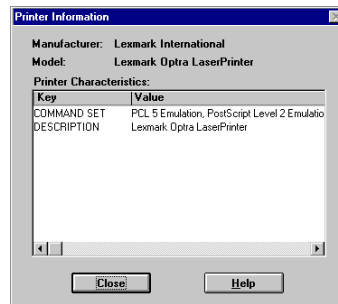 Printer Information
Manufacturer: Lexmark International
Model: Lexmark Optra LaserPrinter
Printer Characteristics:
Key Value
COMMAND SET PCL 5 Emulation, PostScript Level 2 Emulatio
DESCRIPTION Lexmark Optra LaserPrinter
Close Help